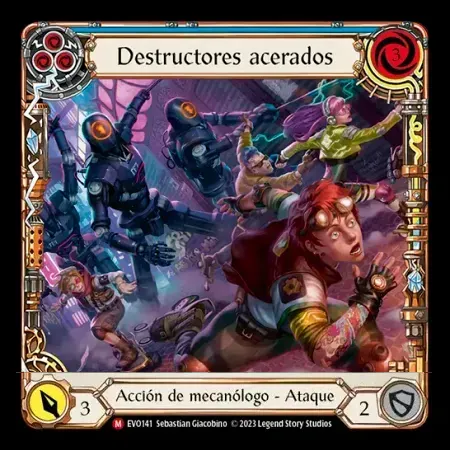 Destructores acerados
3
3
Acción de mecanólogo - Ataque
2
M EVO141 Sebastian Giacobino © 2023 Legend Story Studios